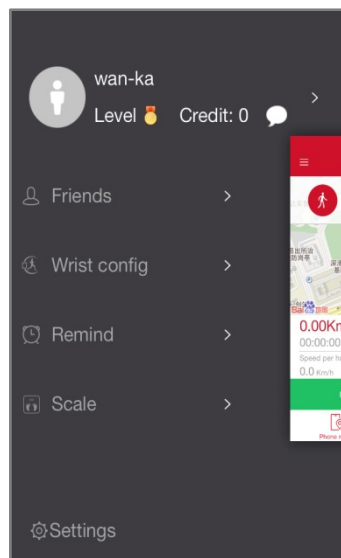 wan-ka
Level Credit: 0
Friends
Wrist config
Remind
Scale
Settings
0.00Km
00:00:00
Speed per
0.0 Km/h
Phone